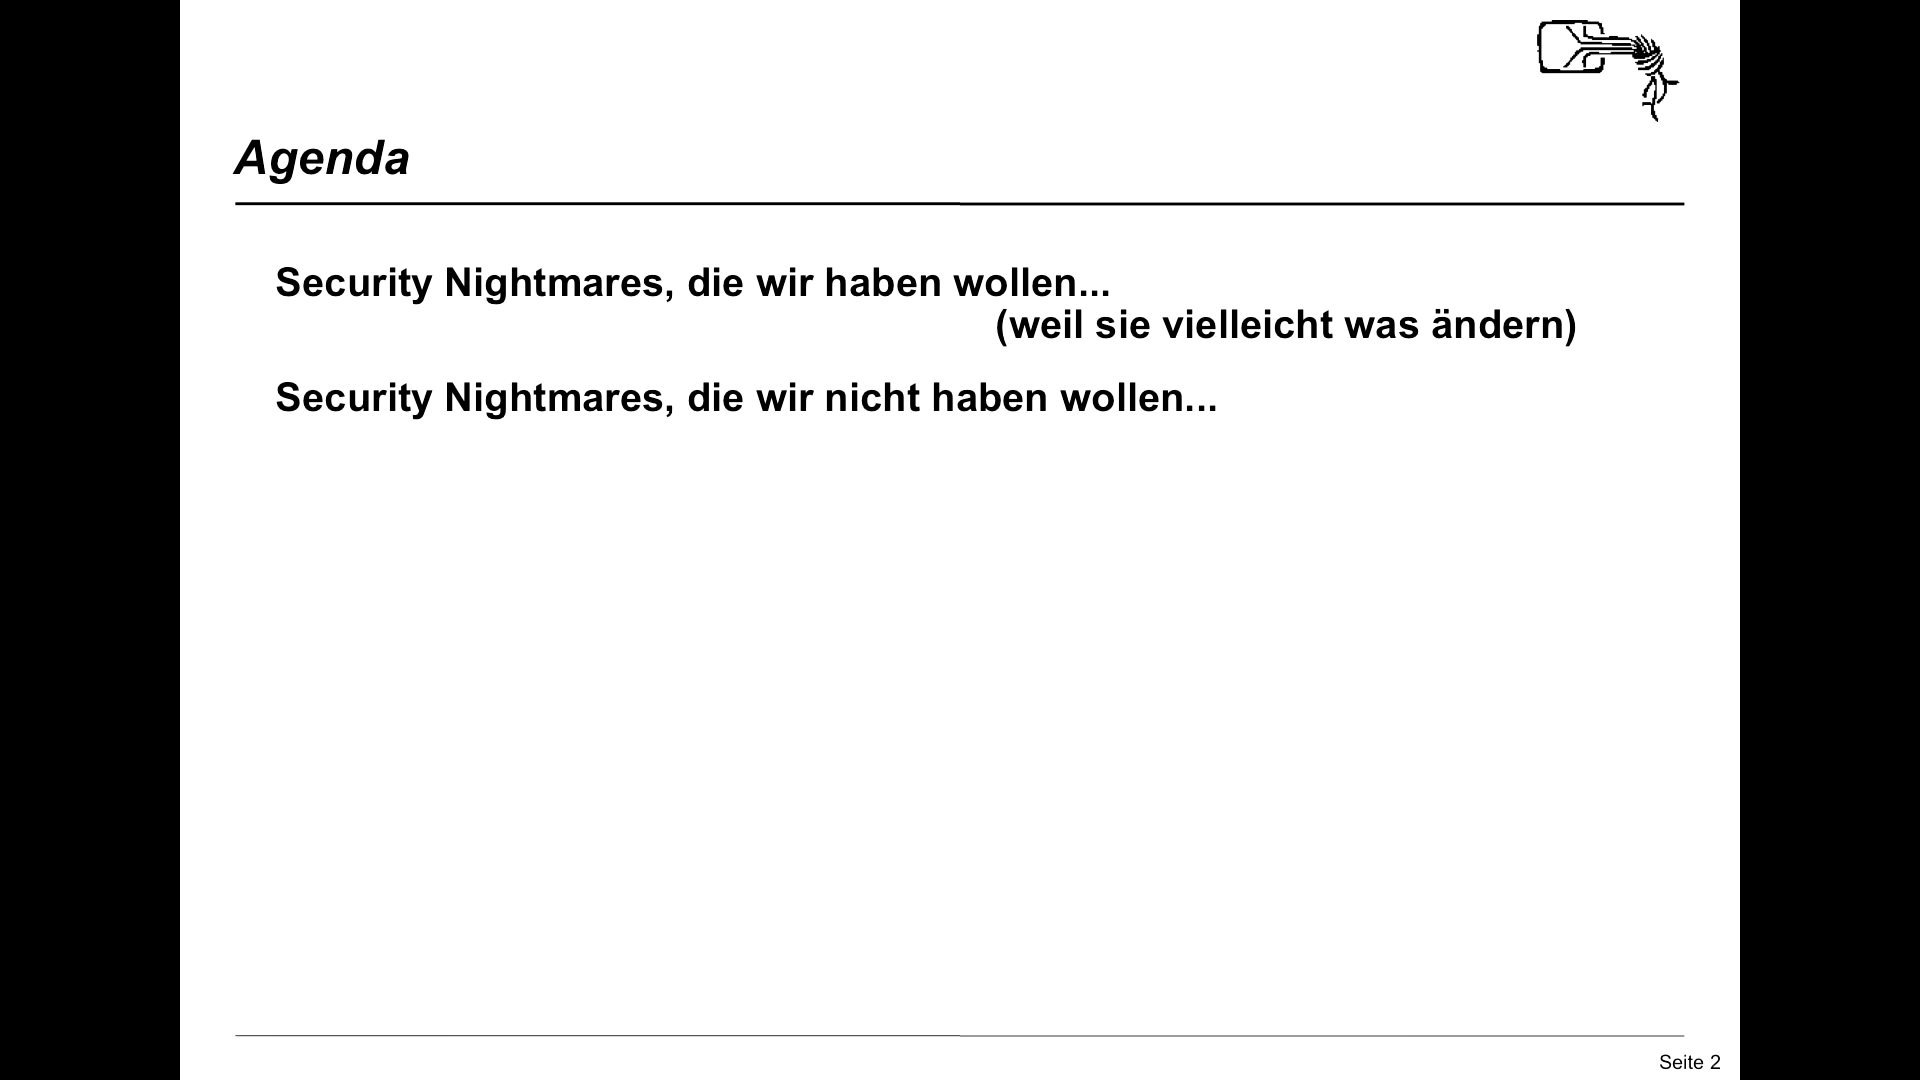 Agenda
Security Nightmares, die wir haben wollen...
(weil sie vielleicht was ändern)
Security Nightmares, die wir nicht haben wollen...
Seite 2